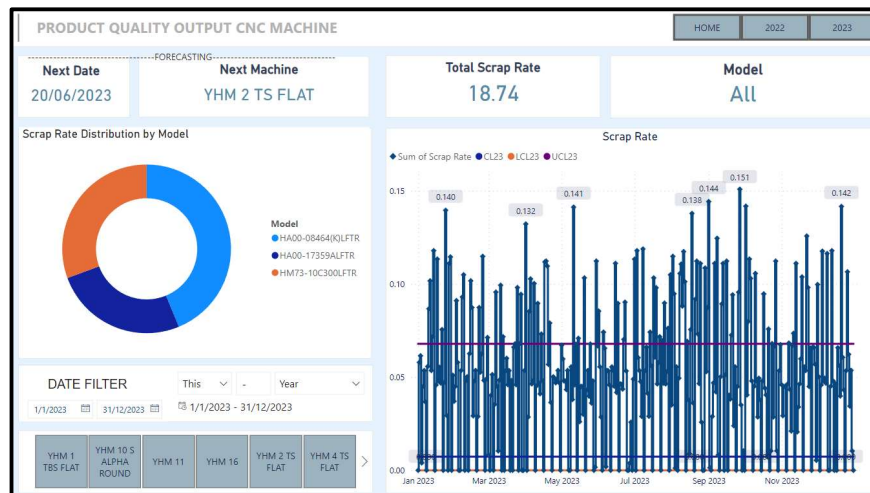 PRODUCT QUALITY OUTPUT CNC MACHINE
HOME
2022
2023
FORECASTING
Next Date
20/06/2023
Next Machine
YHM 2 TS FLAT
Total Scrap Rate
18.74
Model
All
Scrap Rate Distribution by Model
Model
HA00-08464(K)LFTR
HA00-17359ALFTR
HM73-10C300LFTR
Scrap Rate
Sum of Scrap Rate CL23 LCL23 UCL23
0.15
0.10
0.05
0.00
0.140
0.132
0.141
0.138
0.144
0.151
0.142
Jan 2023 Mar 2023 May 2023 Jul 2023 Sep 2023 Nov 2023
DATE FILTER
This - Year
1/1/2023 31/12/2023
1/1/2023 - 31/12/2023
YHM 1 TBS FLAT
YHM 10 S ALPHA ROUND
YHM 11
YHM 16
YHM 2 TS FLAT
YHM 4 TS FLAT